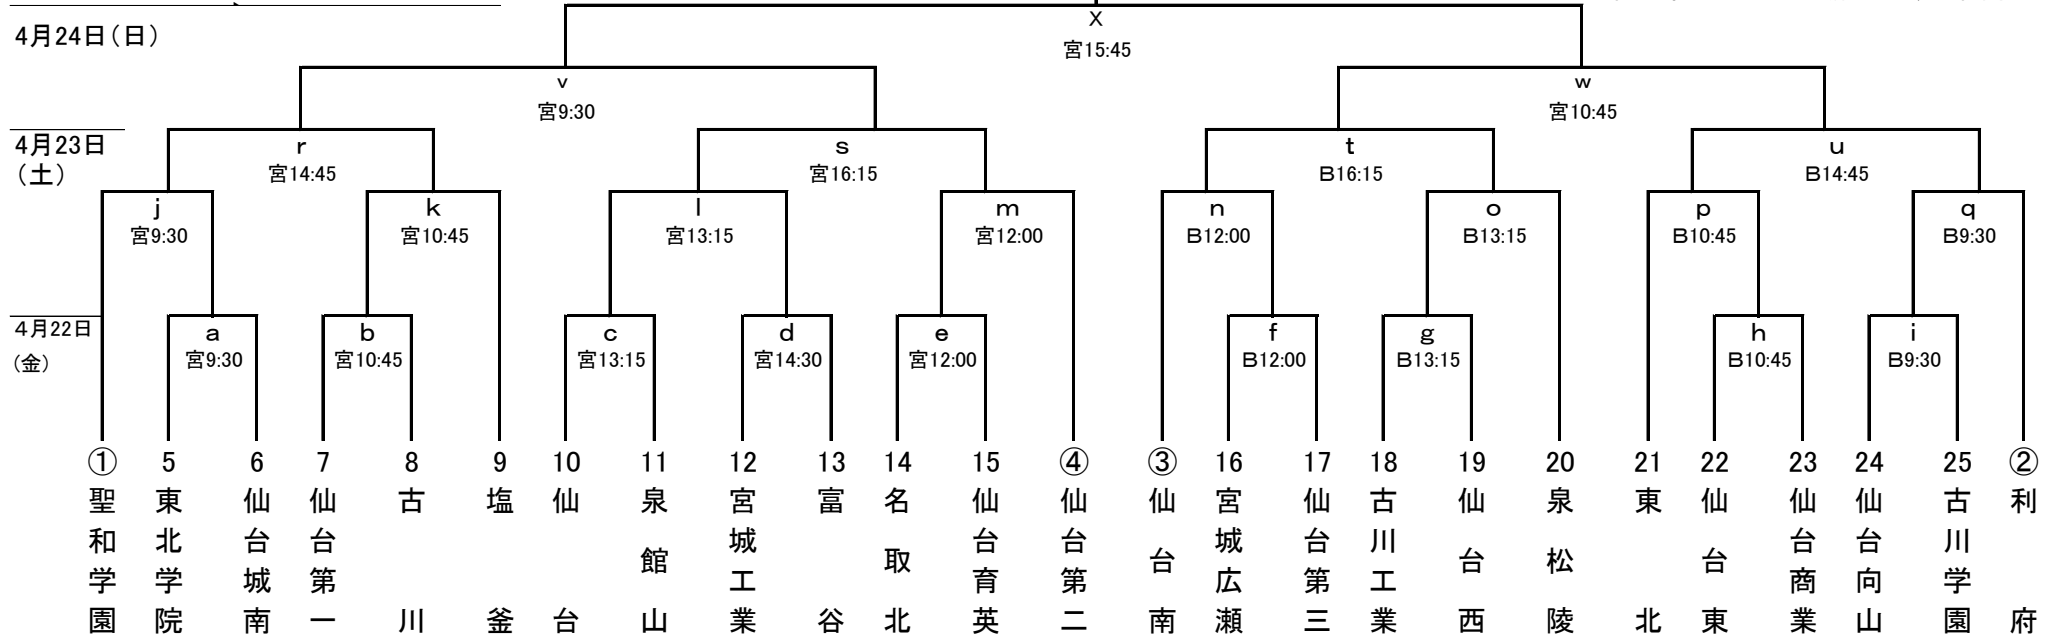 X
4月24日(日)
宮15:45
v
w
宮9:30
宮10:45
4月23日
(土)
r
s
t
u
宮14:45
宮16:15
B16:15
B14:45
j
k
l
m
n
o
p
q
宮9:30
宮10:45
宮13:15
宮12:00
B12:00
B13:15
B10:45
B9:30
4月22日
(金)
a
b
c
d
e
f
g
h
i
宮9:30
宮10:45
宮13:15
宮14:30
宮12:00
B12:00
B13:15
B10:45
B9:30
① 5 6 7 8 9 10 11 12 13 14 15 ④ ③ 16 17 18 19 20 21 22 23 24 25 ②
聖和学園
東北学院
仙台城南
仙台第一
古川
塩釜
仙台
泉館山
宮城工業
富谷
名取北
仙台育英
仙台第二
仙台南
宮城広瀬
仙台第三
古川工業
仙台西
泉松陵
東北
仙台東
仙台商業
仙台向山
古川学園
利府